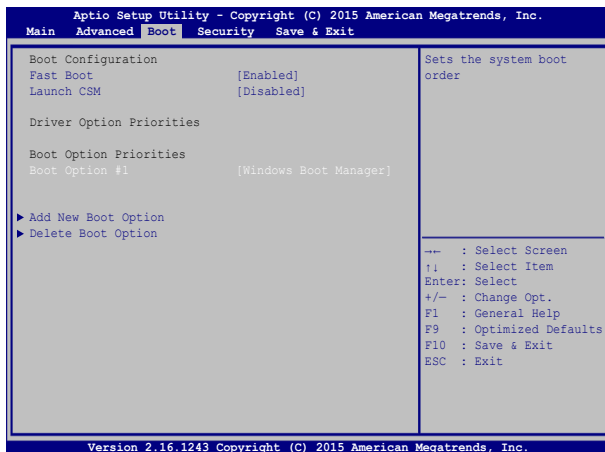 Aptio Setup Utility - Copyright (C) 2015 American Megatrends, Inc.
Main Advanced Boot Security Save & Exit
Boot Configuration
Fast Boot [Enabled]
Launch CSM [Disabled]
Driver Option Priorities
Boot Option Priorities
Boot Option #1 [Windows Boot Manager]
Add New Boot Option
Delete Boot Option
Sets the system boot
order
→← : Select Screen
↑↓ : Select Item
Enter: Select
+/— : Change Opt.
F1 : General Help
F9 : Optimized Defaults
F10 : Save & Exit
ESC : Exit
Version 2.16.1243 Copyright (C) 2015 American Megatrends, Inc.